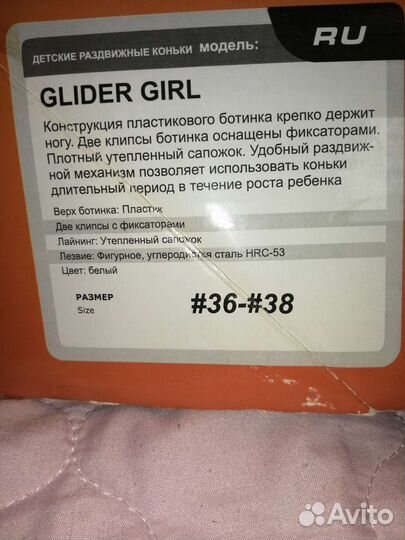 ДЕТСКИЕ РАЗДВИЖНЫЕ КОНЬКИ модель:
RU
GLIDER GIRL
Конструкция пластикового ботинка крепко держит
ногу. Две клипсы ботинка оснащены фиксаторами.
Плотный утепленный сапожок. Удобный раздвиж-
ной механизм позволяет использовать коньки
длительный период в течение роста ребенка
Верх ботинка: Пластик
Две клипсы с фиксаторами
Лайнинг: Утепленный сапожок
Лезвие: Фигурное, углеродистая сталь HRC-53
Цвет: белый
РАЗМЕР
Size
#36-#38
Avito